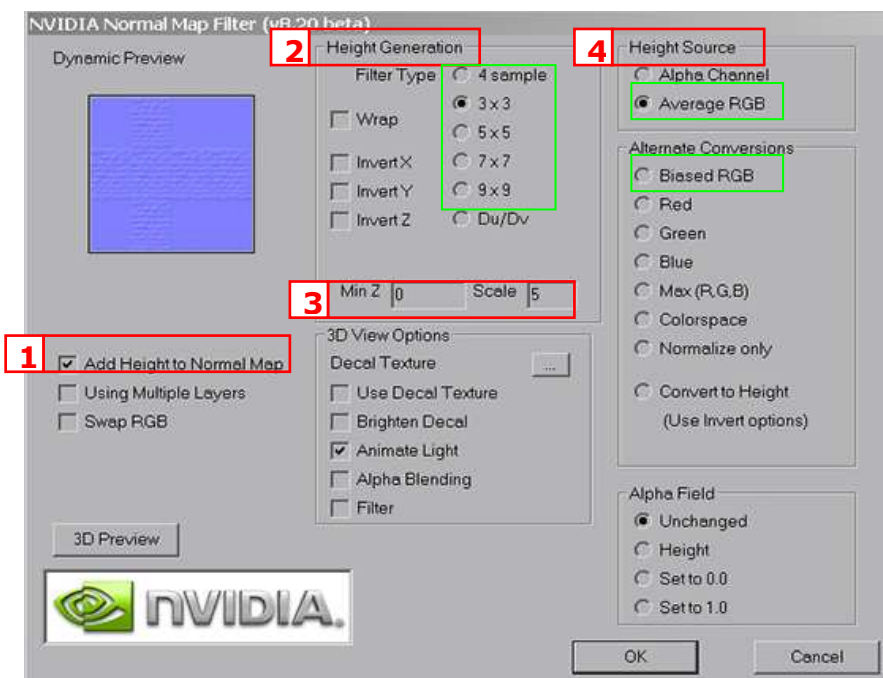 NVIDIA Normal Map Filter (v8.20 beta)
Dynamic Preview
1
Add Height to Normal Map
Using Multiple Layers
Swap RGB
3D Preview
NVIDIA.
2
Height Generation
Filter Type
4 sample
3 x 3
5 x 5
7 x 7
9 x 9
Du/Dv
Wrap
Invert X
Invert Y
Invert Z
3
Min Z 0 Scale 5
3D View Options
Decal Texture ...
Use Decal Texture
Brighten Decal
Animate Light
Alpha Blending
Filter
4
Height Source
Alpha Channel
Average RGB
Alternate Conversions
Biased RGB
Red
Green
Blue
Max (R,G,B)
Colorspace
Normalize only
Convert to Height
(Use Invert options)
Alpha Field
Unchanged
Height
Set to 0.0
Set to 1.0
OK
Cancel